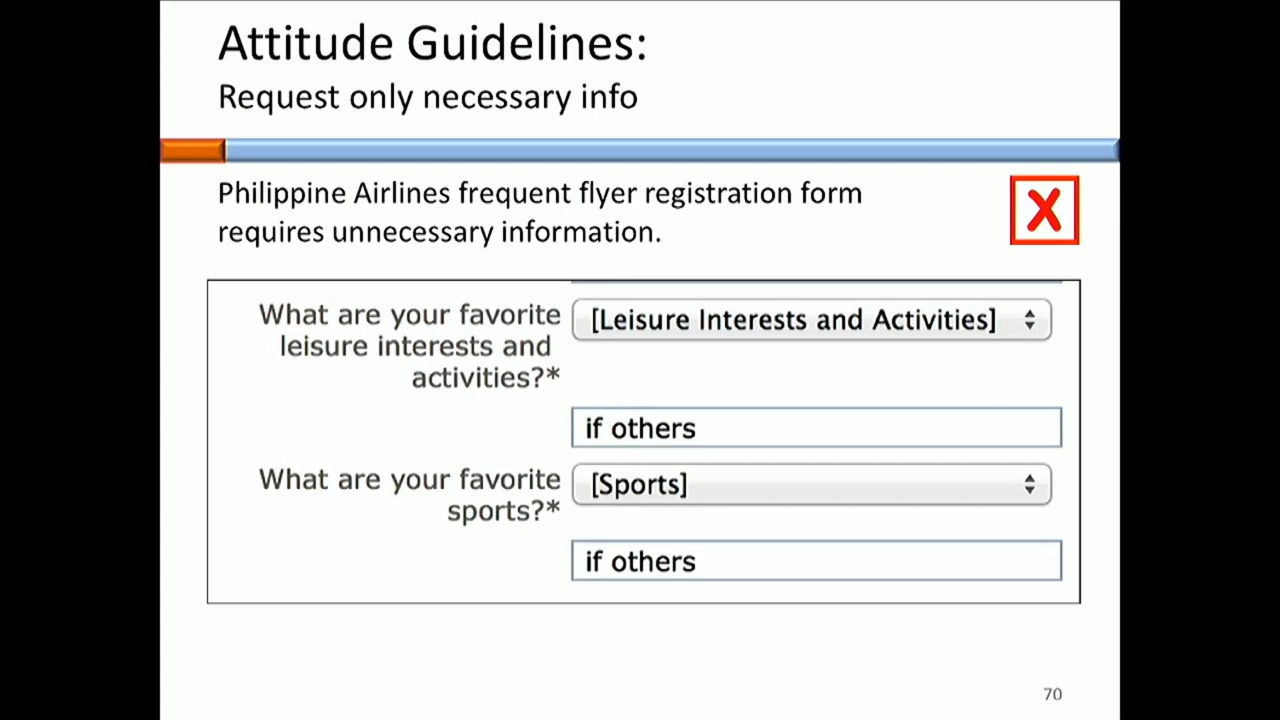 Attitude Guidelines:
Request only necessary info
Philippine Airlines frequent flyer registration form
requires unnecessary information.
X
What are your favorite
leisure interests and
activities?*
[Leisure Interests and Activities]
if others
What are your favorite
sports?*
[Sports]
if others
70